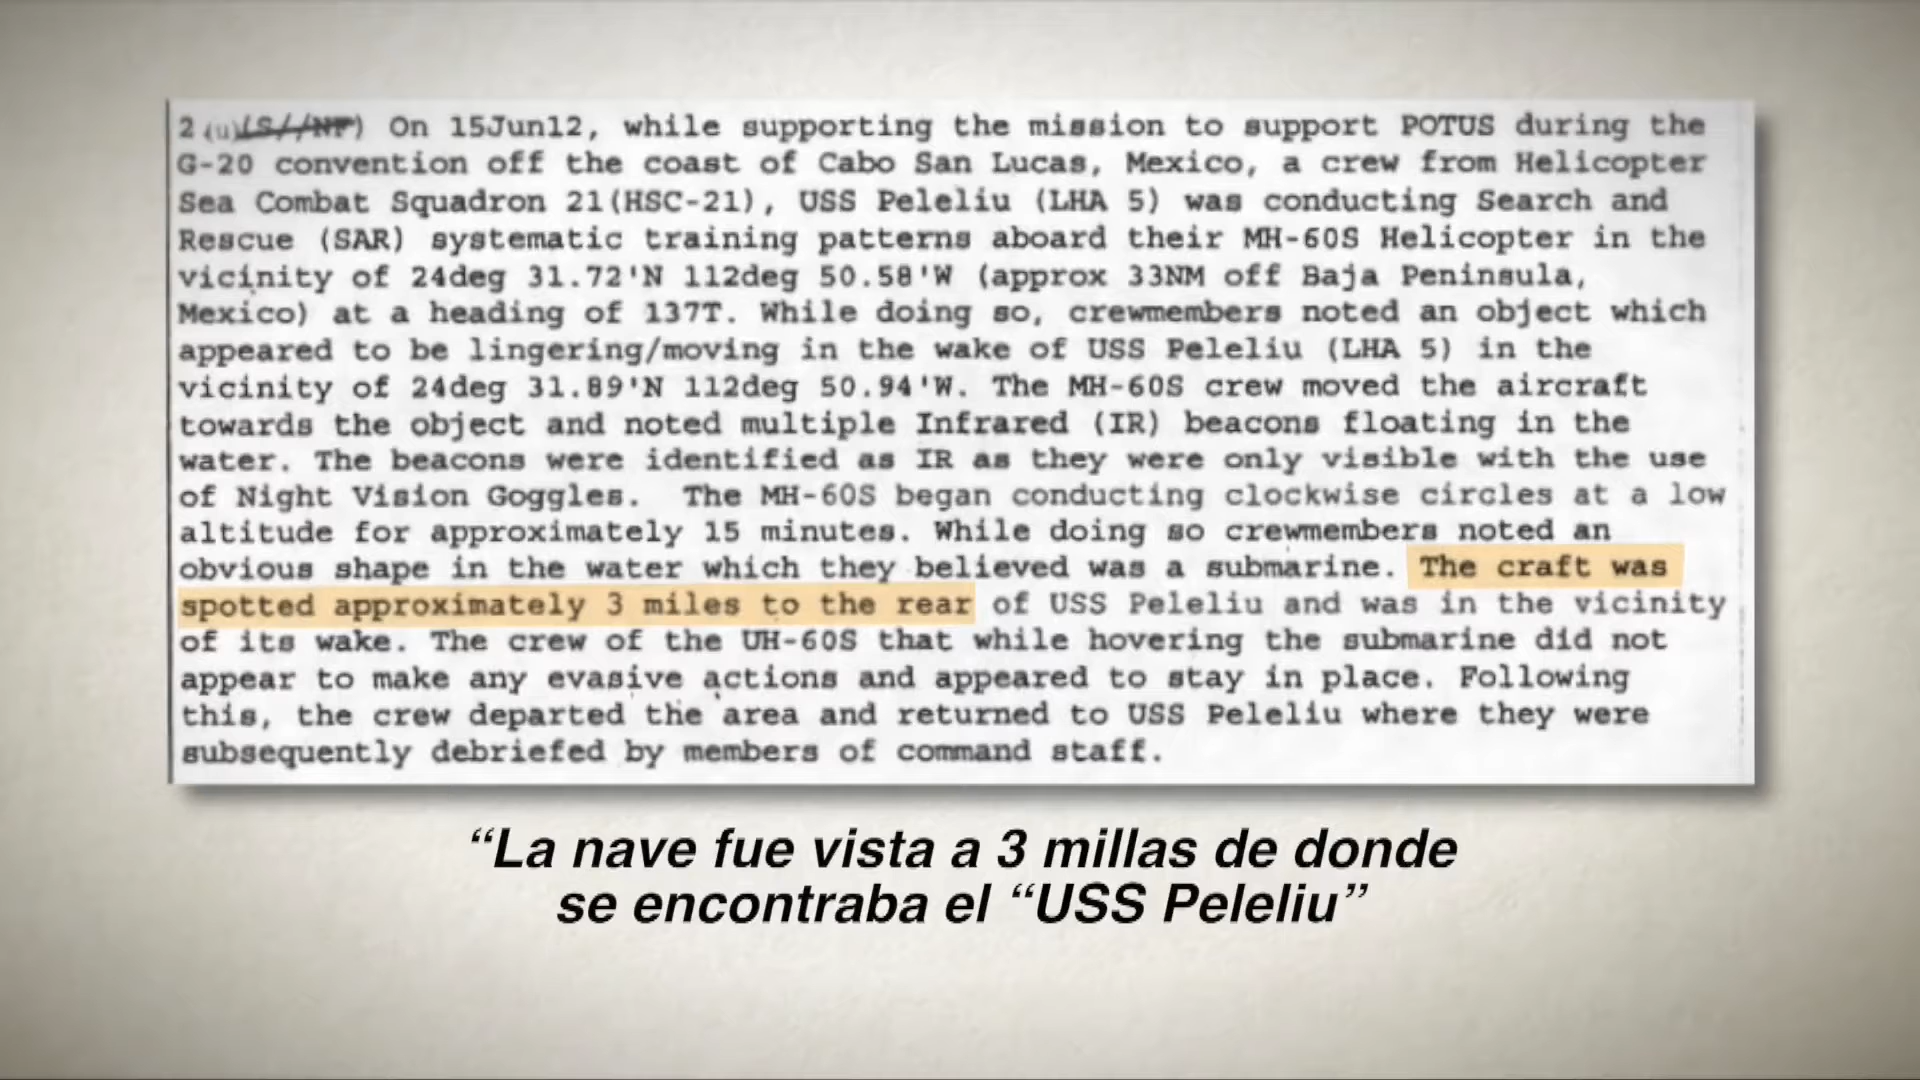 2 (u)(S//NF) On 15Jun12, while supporting the mission to support POTUS during the
G-20 convention off the coast of Cabo San Lucas, Mexico, a crew from Helicopter
Sea Combat Squadron 21(HSC-21), USS Peleliu (LHA 5) was conducting Search and
Rescue (SAR) systematic training patterns aboard their MH-60S Helicopter in the
vicinity of 24deg 31.72'N 112deg 50.58'W (approx 33NM off Baja Peninsula,
Mexico) at a heading of 137T. While doing so, crewmembers noted an object which
appeared to be lingering/moving in the wake of USS Peleliu (LHA 5) in the
vicinity of 24deg 31.89'N 112deg 50.94'W. The MH-60S crew moved the aircraft
towards the object and noted multiple Infrared (IR) beacons floating in the
water. The beacons were identified as IR as they were only visible with the use
of Night Vision Goggles. The MH-60S began conducting clockwise circles at a low
altitude for approximately 15 minutes. While doing so crewmembers noted an
obvious shape in the water which they believed was a submarine. The craft was
spotted approximately 3 miles to the rear of USS Peleliu and was in the vicinity
of its wake. The crew of the UH-60S that while hovering the submarine did not
appear to make any evasive actions and appeared to stay in place. Following
this, the crew departed the area and returned to USS Peleliu where they were
subsequently debriefed by members of command staff.
“La nave fue vista a 3 millas de donde
se encontraba el “USS Peleliu”